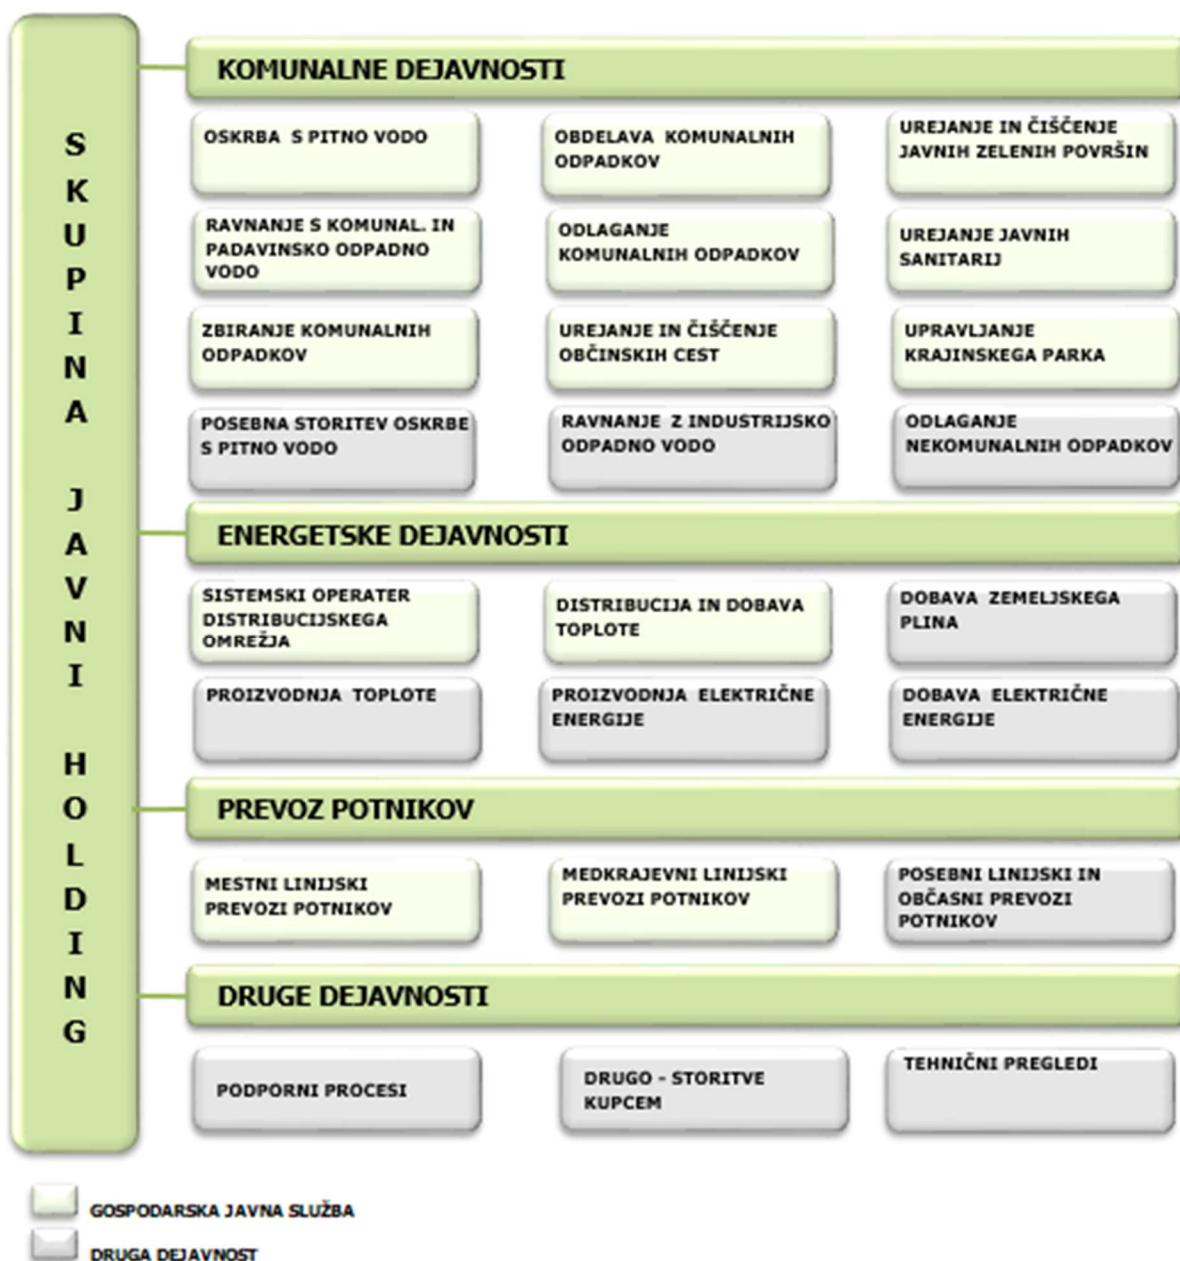 SKUPINA JAVNI HOLDING
KOMUNALNE DEJAVNOSTI
OSKRBA S PITNO VODO
OBDELAVA KOMUNALNIH
ODPADKOV
UREJANJE IN ČIŠČENJE
JAVNIH ZELENIH POVRŠIN
RAVNANJE S KOMUNAL. IN
PADAVINSKO ODPADNO
VODO
ODLAGANJE
KOMUNALNIH ODPADKOV
UREJANJE JAVNIH
SANITARIJ
ZBIRANJE KOMUNALNIH
ODPADKOV
UREJANJE IN ČIŠČENJE
OBČINSKIH CEST
UPRAVLJANJE
KRAJINSKEGA PARKA
POSEBNA STORITEV OSKRBE
S PITNO VODO
RAVNANJE Z INDUSTRIJSKO
ODPADNO VODO
ODLAGANJE
NEKOMUNALNIH ODPADKOV
ENERGETSKE DEJAVNOSTI
SISTEMSKI OPERATER
DISTRIBUCIJSKEGA
OMREŽJA
DISTRIBUCIJA IN DOBAVA
TOPLOTE
DOBAVA ZEMELJSKEGA
PLINA
PROIZVODNJA TOPLOTE
PROIZVODNJA ELEKTRIČNE
ENERGIJE
DOBAVA ELEKTRIČNE
ENERGIJE
PREVOZ POTNIKOV
MESTNI LINIJSKI
PREVOZI POTNIKOV
MEDKRAJEVNI LINIJSKI
PREVOZI POTNIKOV
POSEBNI LINIJSKI IN
OBČASNI PREVOZI
POTNIKOV
DRUGE DEJAVNOSTI
PODPORNI PROCESI
DRUGO - STORITVE
KUPCEM
TEHNIČNI PREGLEDI
GOSPODARSKA JAVNA SLUŽBA
DRUGA DEJAVNOST